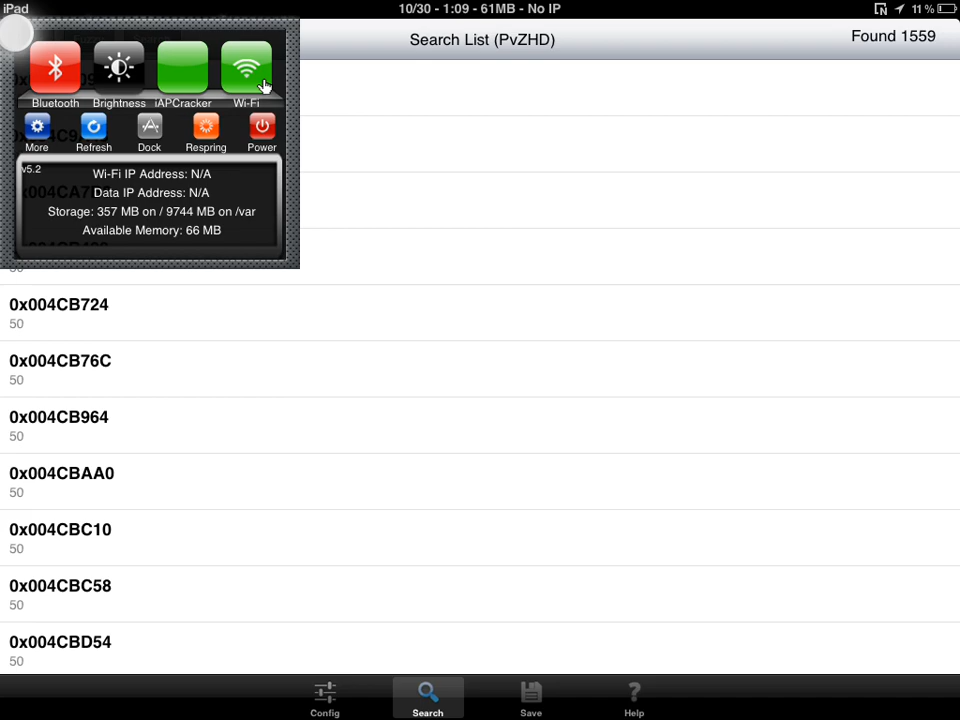 iPad 10/30 - 1:09 - 61MB - No IP 11 %
Search List (PvZHD) Found 1559
Bluetooth Brightness iAPCracker Wi-Fi
More Refresh Dock Respring Power
v5.2
Wi-Fi IP Address: N/A
Data IP Address: N/A
Storage: 357 MB on / 9744 MB on /var
Available Memory: 66 MB
50
0x004CB724
50
0x004CB76C
50
0x004CB964
50
0x004CBAA0
50
0x004CBC10
50
0x004CBC58
50
0x004CBD54
50
Config Search Save Help